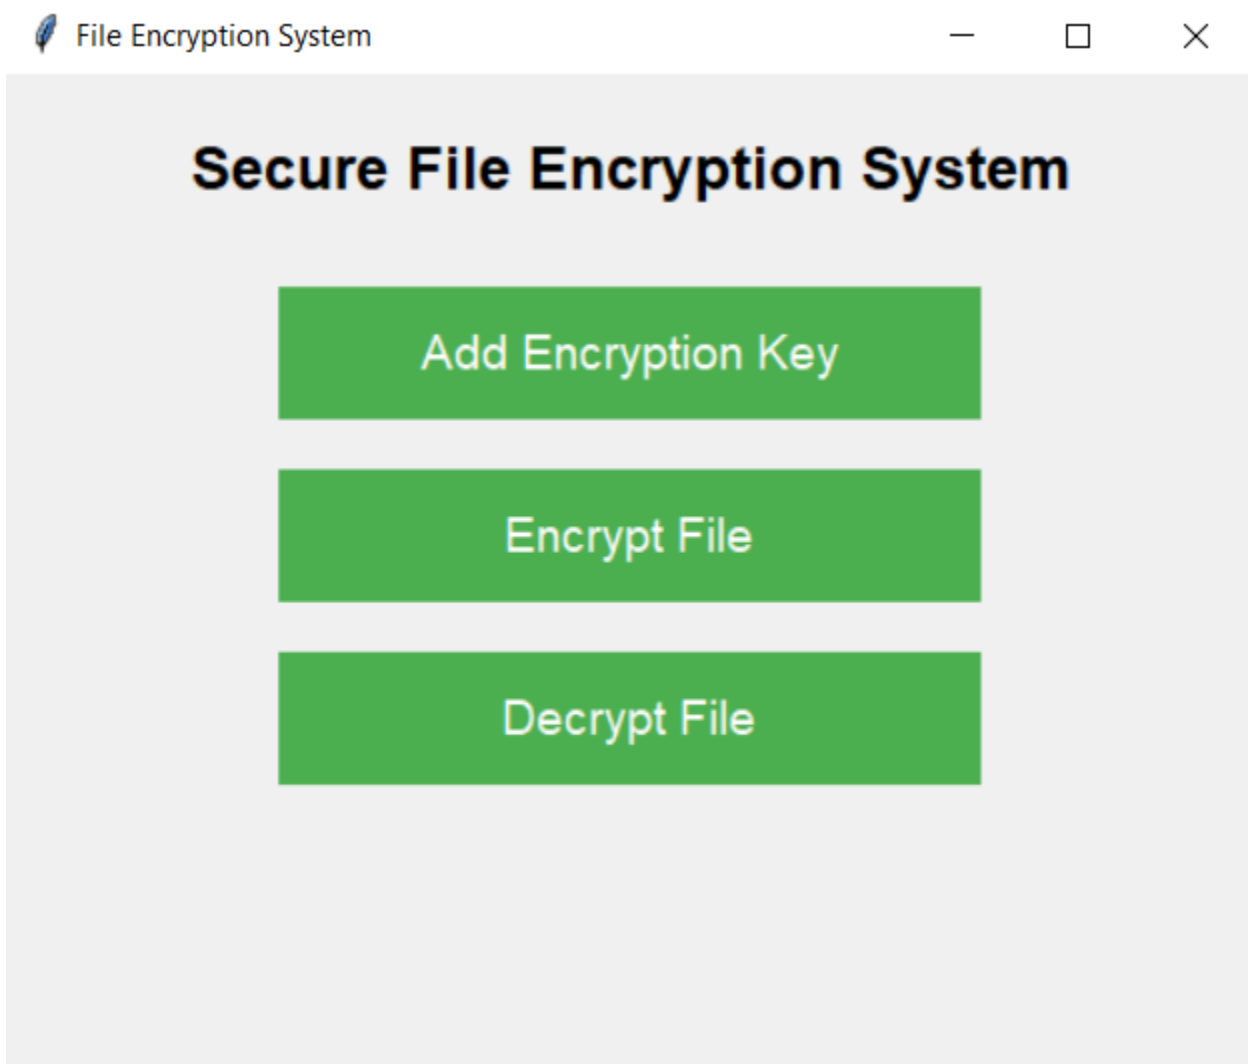 File Encryption System
Secure File Encryption System
Add Encryption Key
Encrypt File
Decrypt File